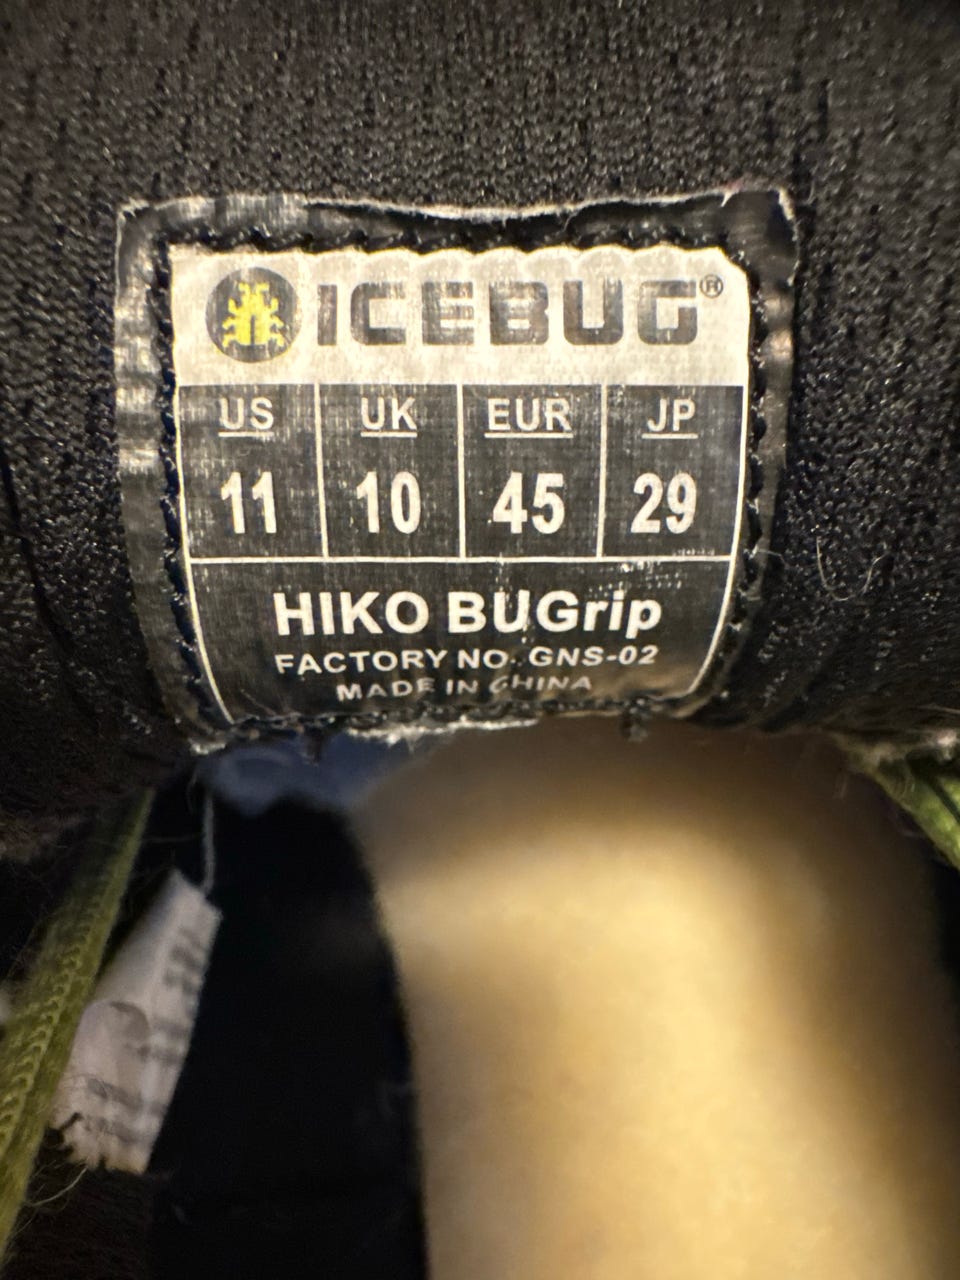 ICEBUG®
US UK EUR JP
11 10 45 29
HIKO BUGrip
FACTORY NO. GNS-02
MADE IN CHINA